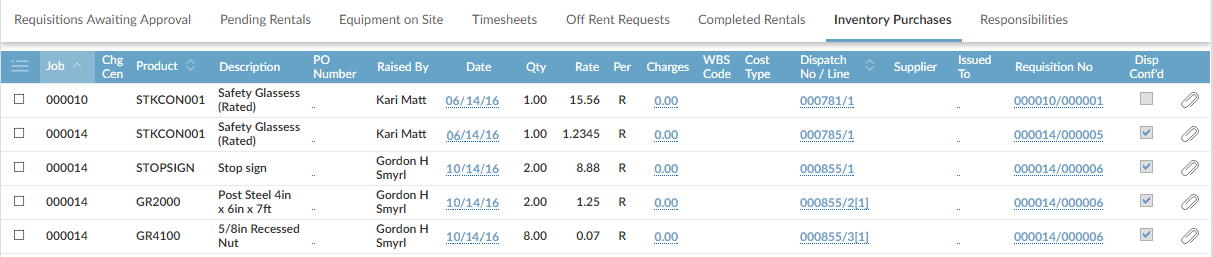 Requisitions Awaiting Approval Pending Rentals Equipment on Site Timesheets Off Rent Requests Completed Rentals Inventory Purchases Responsibilities
Job Chg Cen Product Description PO Number Raised By Date Qty Rate Per Charges WBS Code Cost Type Dispatch No / Line Supplier Issued To Requisition No Disp Conf'd
000010 STKCON001 Safety Glassess (Rated) .. Kari Matt 06/14/16 1.00 15.56 R 0.00 000781/1 .. 000010/000001
000014 STKCON001 Safety Glassess (Rated) .. Kari Matt 06/14/16 1.00 1.2345 R 0.00 000785/1 .. 000014/000005
000014 STOPSIGN Stop sign .. Gordon H Smyrl 10/14/16 2.00 8.88 R 0.00 000855/1 .. 000014/000006
000014 GR2000 Post Steel 4in x 6in x 7ft .. Gordon H Smyrl 10/14/16 2.00 1.25 R 0.00 000855/2[1] .. 000014/000006
000014 GR4100 5/8in Recessed Nut .. Gordon H Smyrl 10/14/16 8.00 0.07 R 0.00 000855/3[1] .. 000014/000006